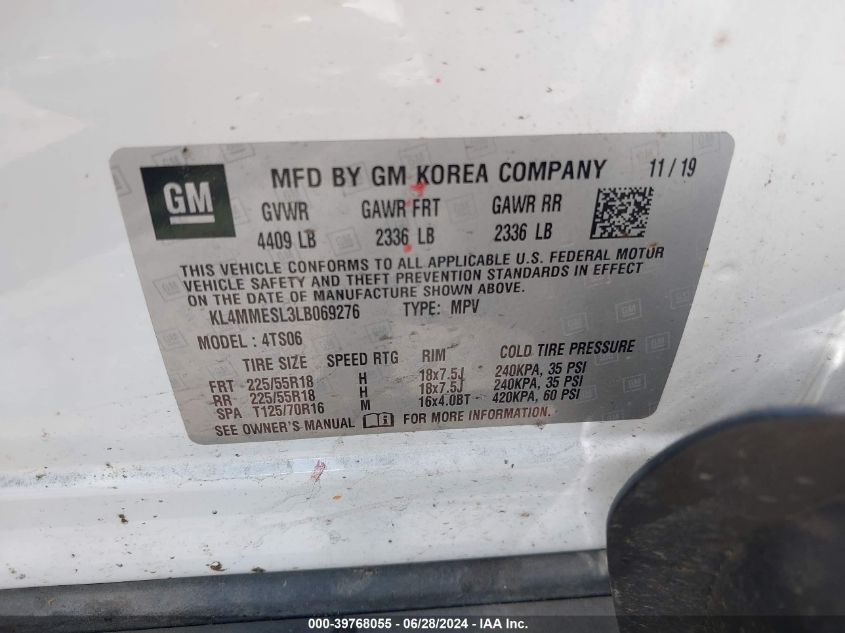 GM
MFD BY GM KOREA COMPANY 11 / 19
GVWR GAWR FRT GAWR RR
4409 LB 2336 LB 2336 LB
THIS VEHICLE CONFORMS TO ALL APPLICABLE U.S. FEDERAL MOTOR
VEHICLE SAFETY AND THEFT PREVENTION STANDARDS IN EFFECT
ON THE DATE OF MANUFACTURE SHOWN ABOVE.
KL4MMESL3LB069276 TYPE: MPV
MODEL : 4TS06
TIRE SIZE SPEED RTG RIM COLD TIRE PRESSURE
FRT 225/55R18 H 18x7.5J 240KPA, 35 PSI
RR 225/55R18 H 18x7.5J 240KPA, 35 PSI
SPA T125/70R16 M 16x4.0BT 420KPA, 60 PSI
SEE OWNER'S MANUAL FOR MORE INFORMATION.
000-39768055 - 06/28/2024 - IAAI.com